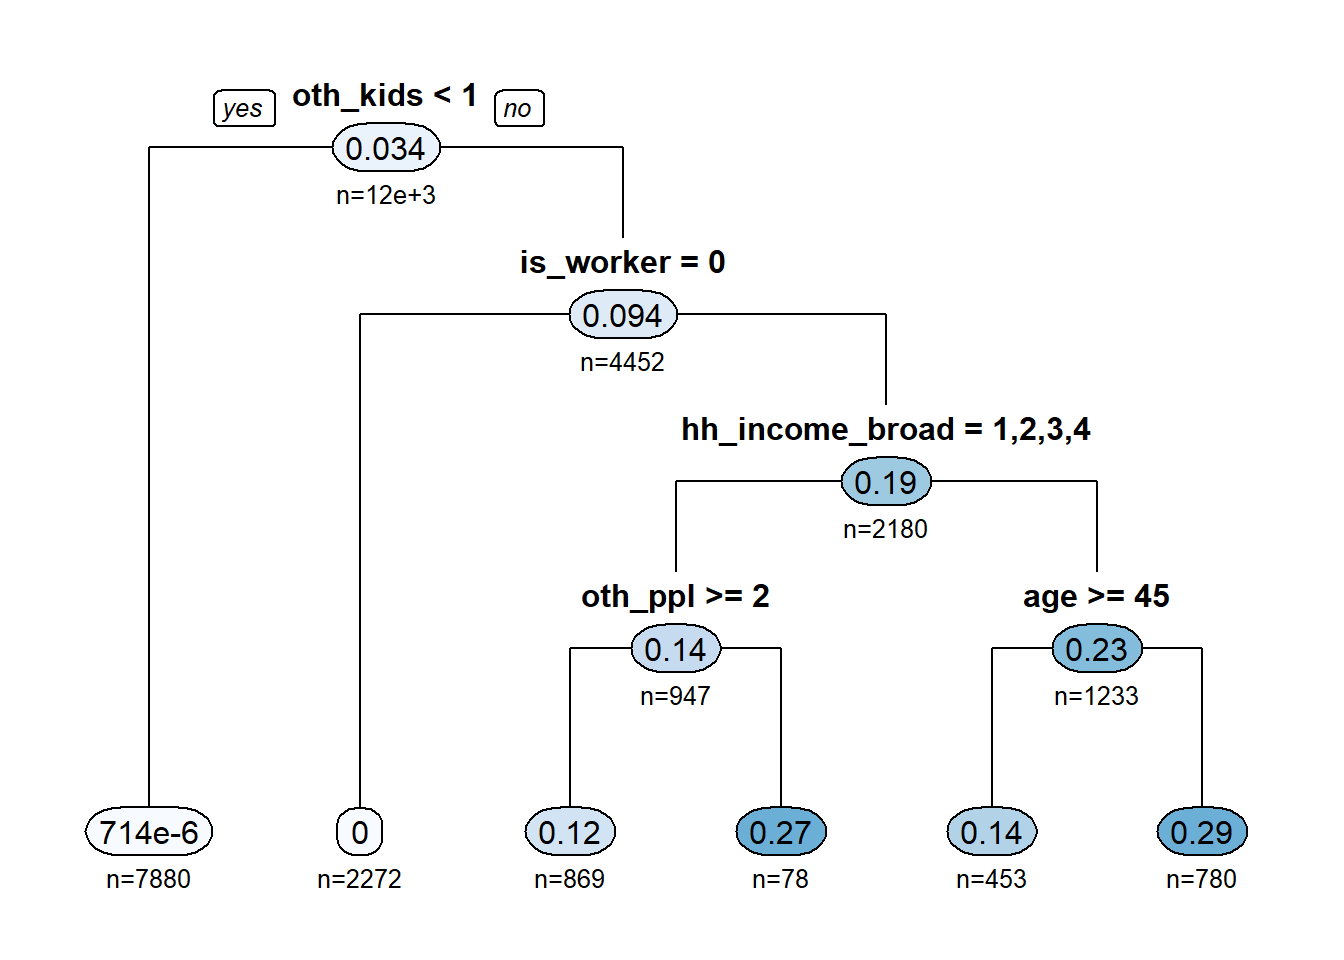 oth_kids < 1
yes
no
0.034
n=12e+3
is_worker = 0
0.094
n=4452
hh_income_broad = 1,2,3,4
0.19
n=2180
oth_ppl >= 2
age >= 45
0.14
0.23
n=947
n=1233
714e-6
0
0.12
0.27
0.14
0.29
n=7880
n=2272
n=869
n=78
n=453
n=780